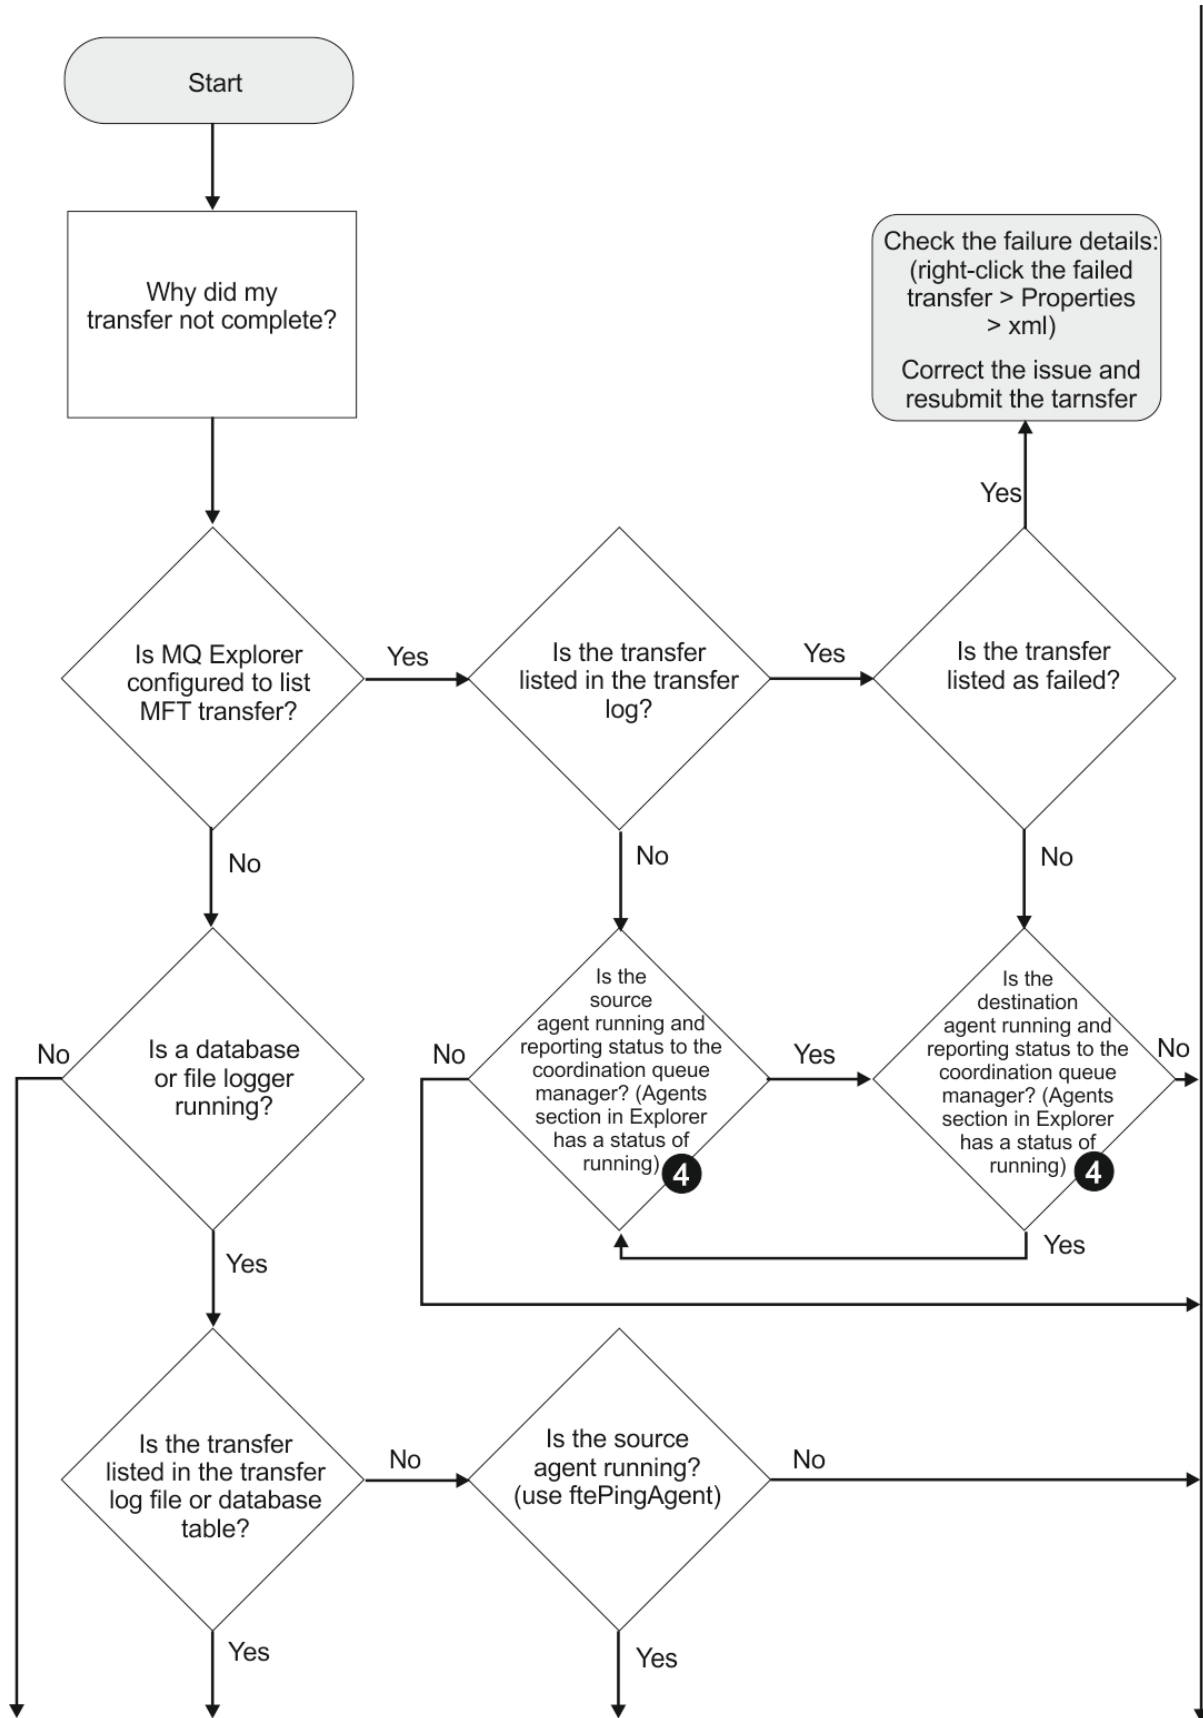 Start
Why did my
transfer not complete?
Check the failure details:
(right-click the failed
transfer > Properties
> xml)
Correct the issue and
resubmit the tarnsfer
Yes
Is MQ Explorer
configured to list
MFT transfer?
Yes
Is the transfer
listed in the transfer
log?
Yes
Is the transfer
listed as failed?
No
No
No
No
Is a database
or file logger
running?
No
Is the
source
agent running and
reporting status to the
coordination queue
manager? (Agents
section in Explorer
has a status of
running)
4
Yes
Is the
destination
agent running and
reporting status to the
coordination queue
manager? (Agents
section in Explorer
has a status of
running)
4
No
Yes
Yes
Is the transfer
listed in the transfer
log file or database
table?
No
Is the source
agent running?
(use ftePingAgent)
No
Yes
Yes